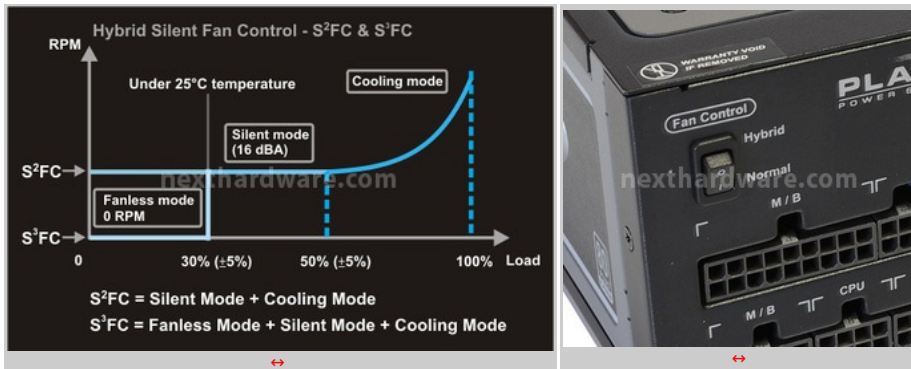 Hybrid Silent Fan Control - S²FC & S³FC
RPM
Under 25°C temperature
Cooling mode
Silent mode
(16 dBA)
S²FC
Fanless mode
0 RPM
S³FC
0
30% (±5%)
50% (±5%)
100%
Load
S²FC = Silent Mode + Cooling Mode
S³FC = Fanless Mode + Silent Mode + Cooling Mode
nexthardware.com
WARRANTY VOID
IF REMOVED
PLA
POWER S
Fan Control
Hybrid
Normal
nexthardware.com
M / B
CPU
M / B